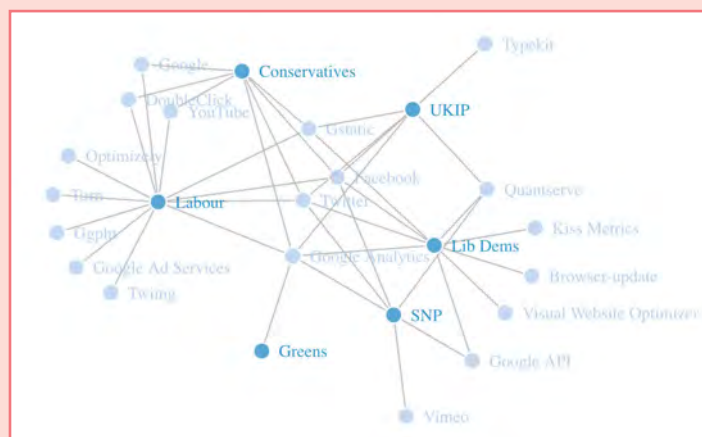 Typekit
Google
Conservatives
DoubleClick
UKIP
YouTube
Gstatic
Optimizely
Facebook
Quantserve
Turn
Labour
Twitter
Kiss Metrics
Ggpht
Lib Dems
Google Analytics
Google Ad Services
Browser-update
Twimg
Visual Website Optimizer
SNP
Greens
Google API
Vimeo